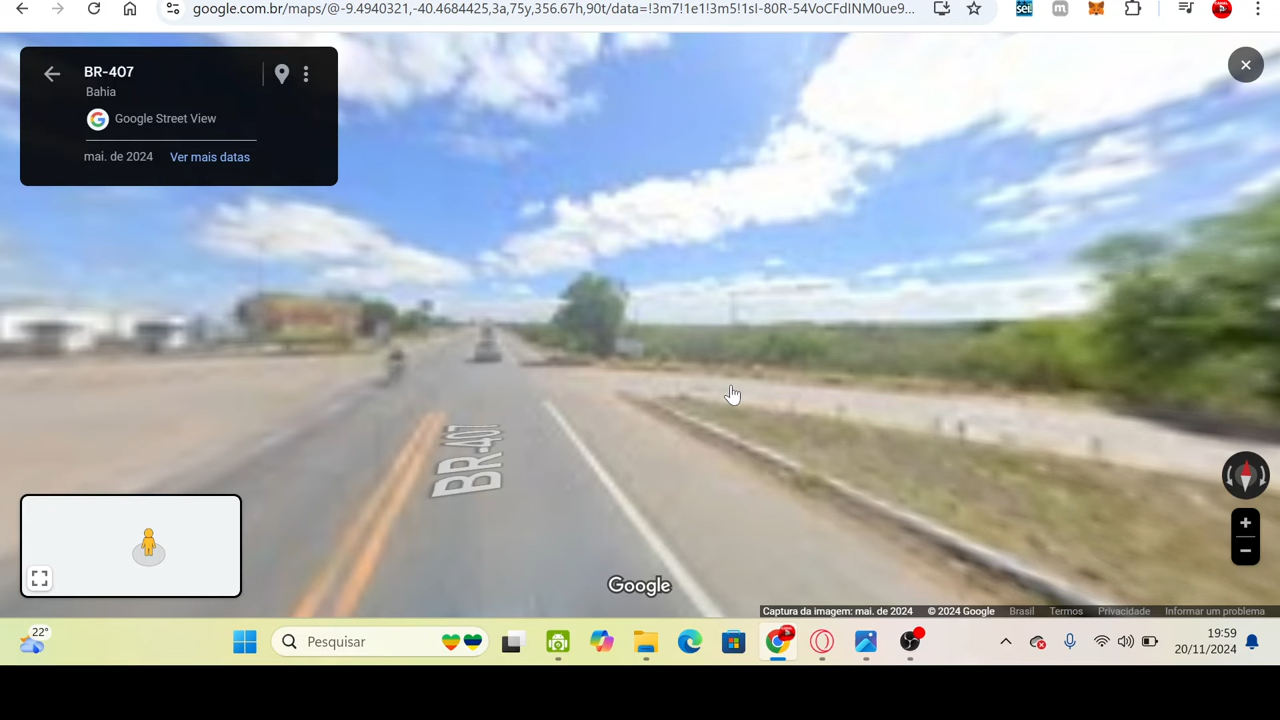 google.com.br/maps/@-9.4940321,-40.4684425,3a,75y,356.67h,90t/data=!3m7!1e1!3m5!1sI-80R-54VoCFdINM0ue9...
BR-407
Bahia
Google Street View
mai. de 2024 Ver mais datas
BR-407
Google
Captura da imagem: mai. de 2024 © 2024 Google Brasil Termos Privacidade Informar um problema
22°
Pesquisar
sei!
m
19:59
20/11/2024